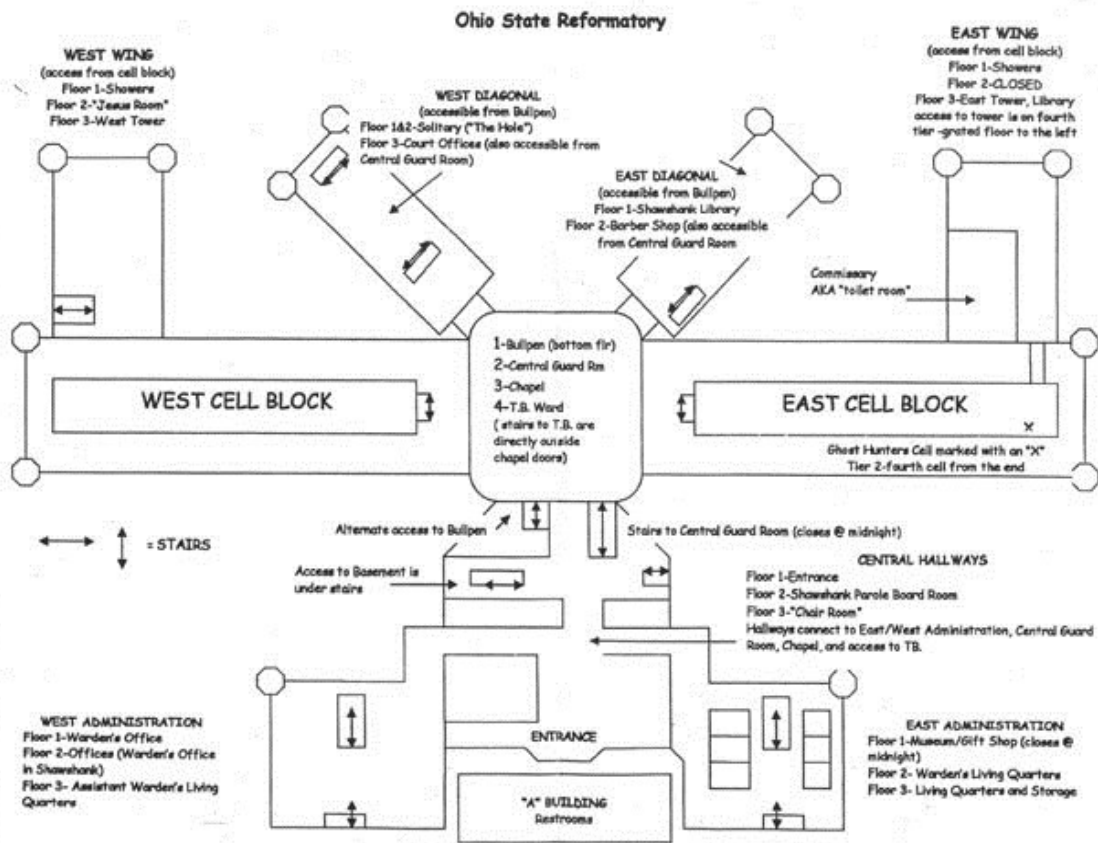 Ohio State Reformatory
WEST WING
(access from cell block)
Floor 1-Showers
Floor 2-"Jesus Room"
Floor 3-West Tower
WEST DIAGONAL
(accessible from Bullpen)
Floor 1&2-Solitary ("The Hole")
Floor 3-Court Offices (also accessible from
Central Guard Room)
EAST DIAGONAL
(accessible from Bullpen)
Floor 1-Shawshank Library
Floor 2-Barber Shop (also accessible
from Central Guard Room
EAST WING
(access from cell block)
Floor 1-Showers
Floor 2-CLOSED
Floor 3-East Tower, Library
access to tower is on fourth
tier -grated floor to the left
Commissary
AKA "toilet room"
1-Bullpen (bottom flr)
2-Central Guard Rm
3-Chapel
4-T.B. Ward
( stairs to T.B. are
directly outside
chapel doors)
WEST CELL BLOCK
EAST CELL BLOCK
X
Ghost Hunters Cell marked with an "X"
Tier 2-fourth cell from the end
= STAIRS
Alternate access to Bullpen
Stairs to Central Guard Room (closes @ midnight)
Access to Basement is
under stairs
CENTRAL HALLWAYS
Floor 1-Entrance
Floor 2-Shawshank Parole Board Room
Floor 3-"Chair Room"
Hallways connect to East/West Administration, Central Guard
Room, Chapel, and access to TB.
WEST ADMINISTRATION
Floor 1-Warden's Office
Floor 2-Offices (Warden's Office
in Shawshank)
Floor 3- Assistant Warden's Living
Quarters
ENTRANCE
"A" BUILDING
Restrooms
EAST ADMINISTRATION
Floor 1-Museum/Gift Shop (closes @
midnight)
Floor 2- Warden's Living Quarters
Floor 3- Living Quarters and Storage